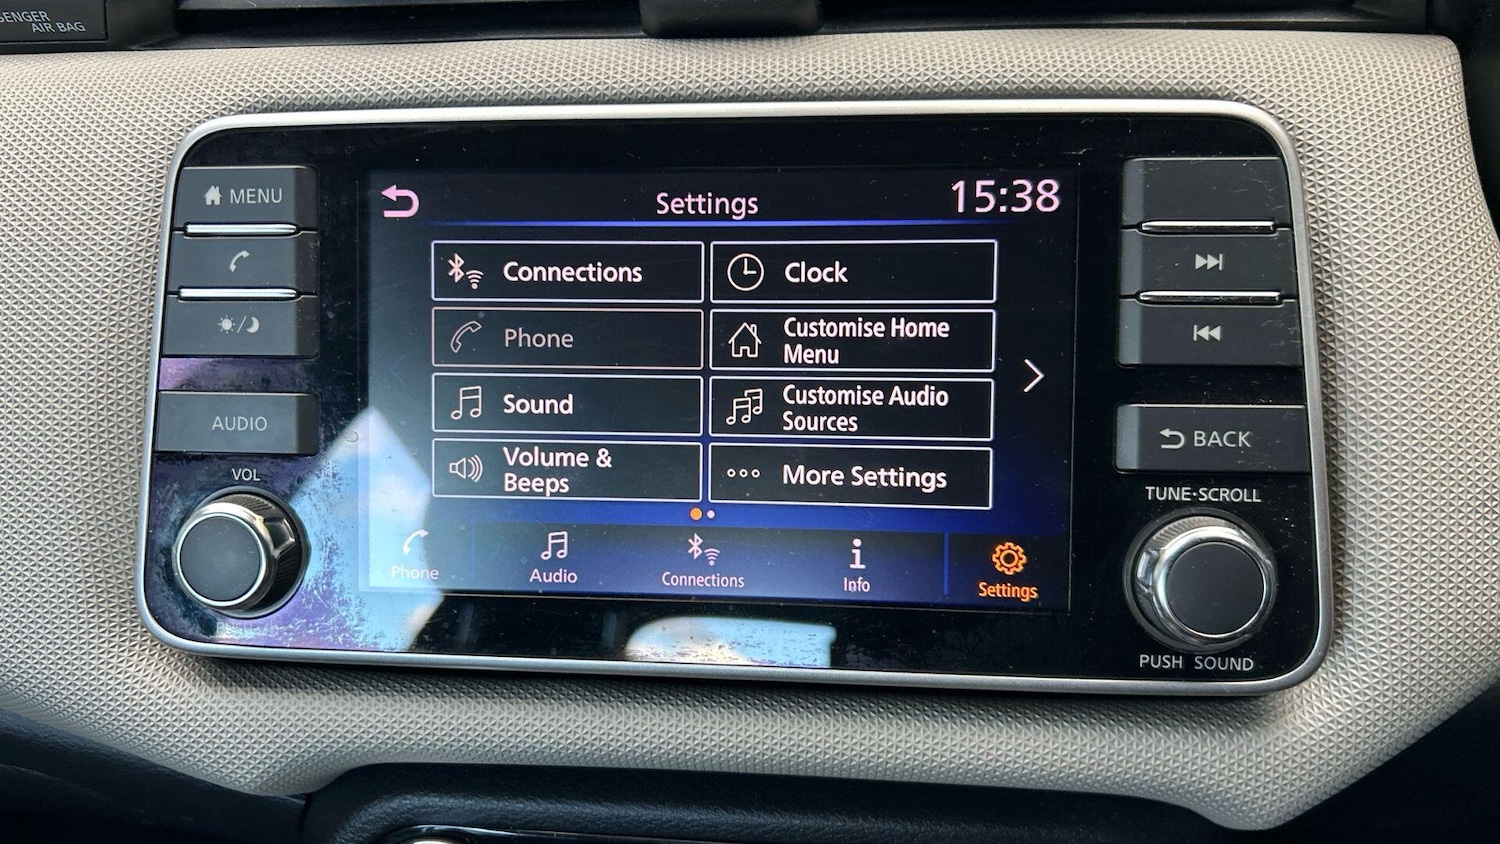 AIR BAG
MENU
AUDIO
VOL
Settings
15:38
Connections
Clock
Phone
Customise Home
Menu
Sound
Customise Audio
Sources
Volume &
Beeps
More Settings
Phone
Audio
Connections
Info
Settings
BACK
TUNE·SCROLL
PUSH SOUND